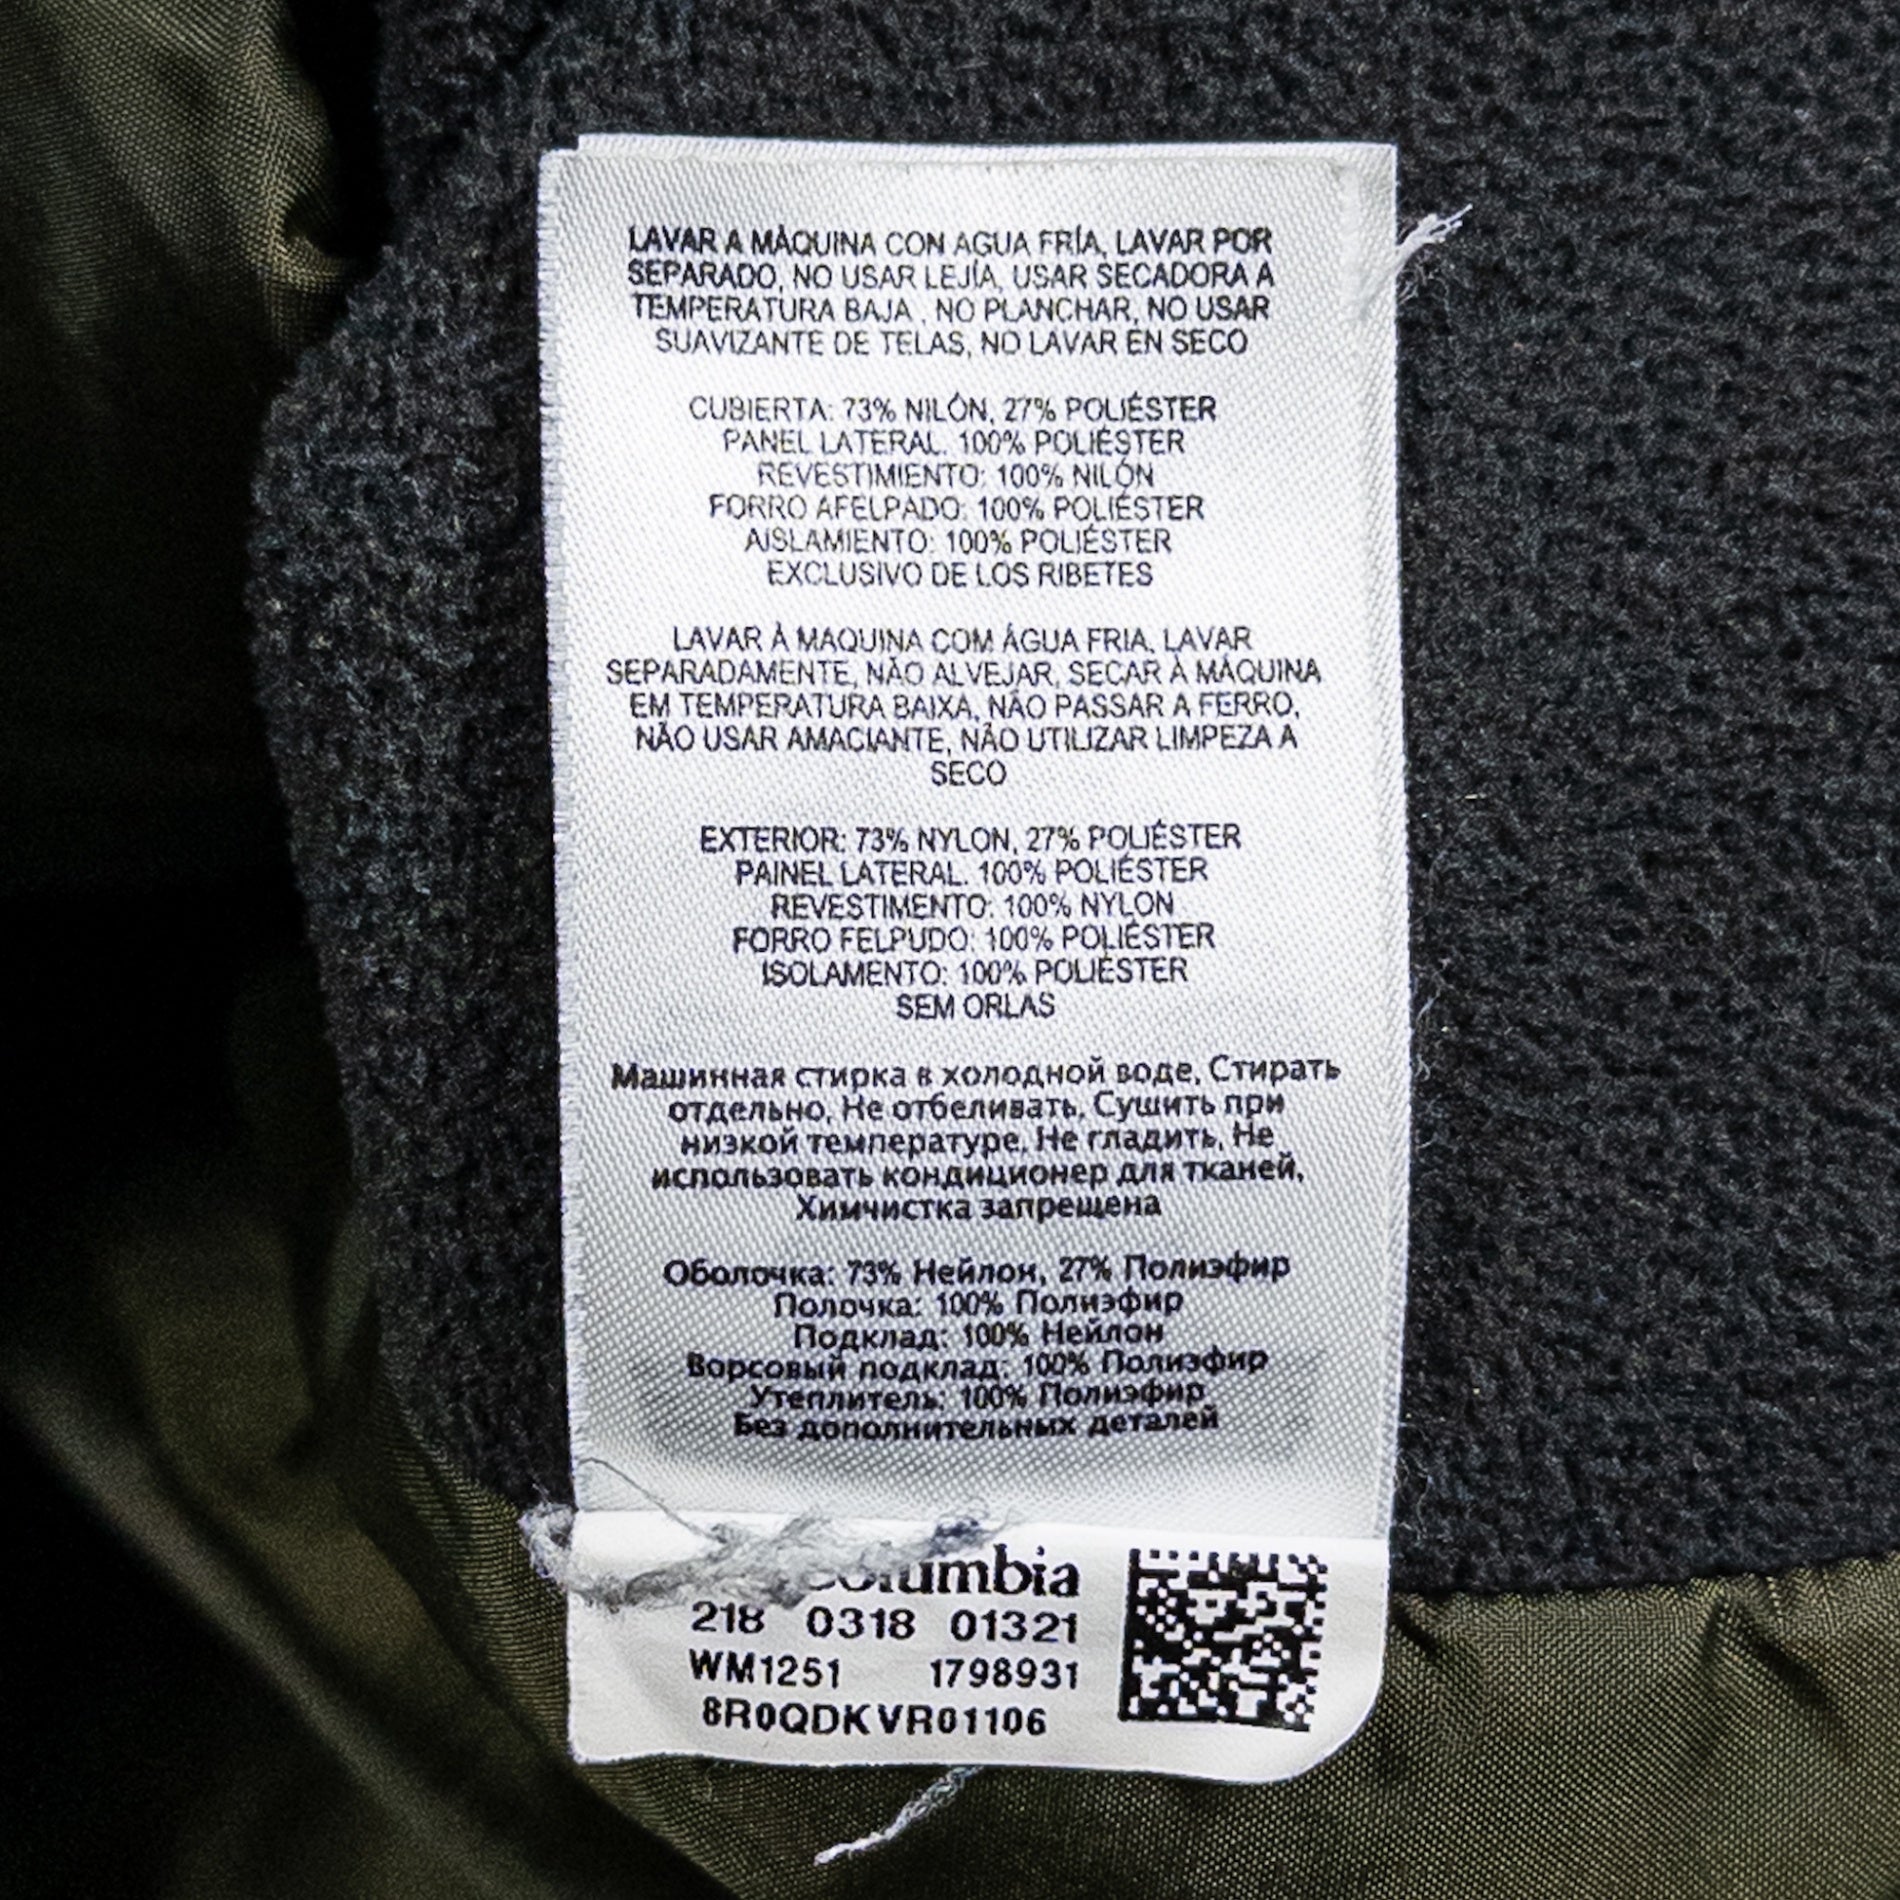 LAVAR A MÁQUINA CON AGUA FRÍA, LAVAR POR
SEPARADO, NO USAR LEJÍA, USAR SECADORA A
TEMPERATURA BAJA , NO PLANCHAR, NO USAR
SUAVIZANTE DE TELAS, NO LAVAR EN SECO
CUBIERTA: 73% NILÓN, 27% POLIÉSTER
PANEL LATERAL. 100% POLIÉSTER
REVESTIMIENTO: 100% NILÓN
FORRO AFELPADO: 100% POLIÉSTER
AISLAMIENTO: 100% POLIÉSTER
EXCLUSIVO DE LOS RIBETES
LAVAR À MAQUINA COM ÁGUA FRIA, LAVAR
SEPARADAMENTE, NÃO ALVEJAR, SECAR À MÁQUINA
EM TEMPERATURA BAIXA, NÃO PASSAR A FERRO,
NÃO USAR AMACIANTE, NÃO UTILIZAR LIMPEZA A
SECO
EXTERIOR: 73% NYLON, 27% POLIÉSTER
PAINEL LATERAL. 100% POLIÉSTER
REVESTIMENTO: 100% NYLON
FORRO FELPUDO: 100% POLIÉSTER
ISOLAMENTO: 100% POLIÉSTER
SEM ORLAS
Машинная стирка в холодной воде, Стирать
отдельно, Не отбеливать, Сушить при
низкой температуре, Не гладить, Не
использовать кондиционер для тканей,
Химчистка запрещена
Оболочка: 73% Нейлон, 27% Полиэфир
Полочка: 100% Полиэфир
Подклад: 100% Нейлон
Ворсовый подклад: 100% Полиэфир
Утеплитель: 100% Полиэфир
Без дополнительных деталей
Columbia
218 0318 01321
WM1251 1798931
8R0QDKVR01106